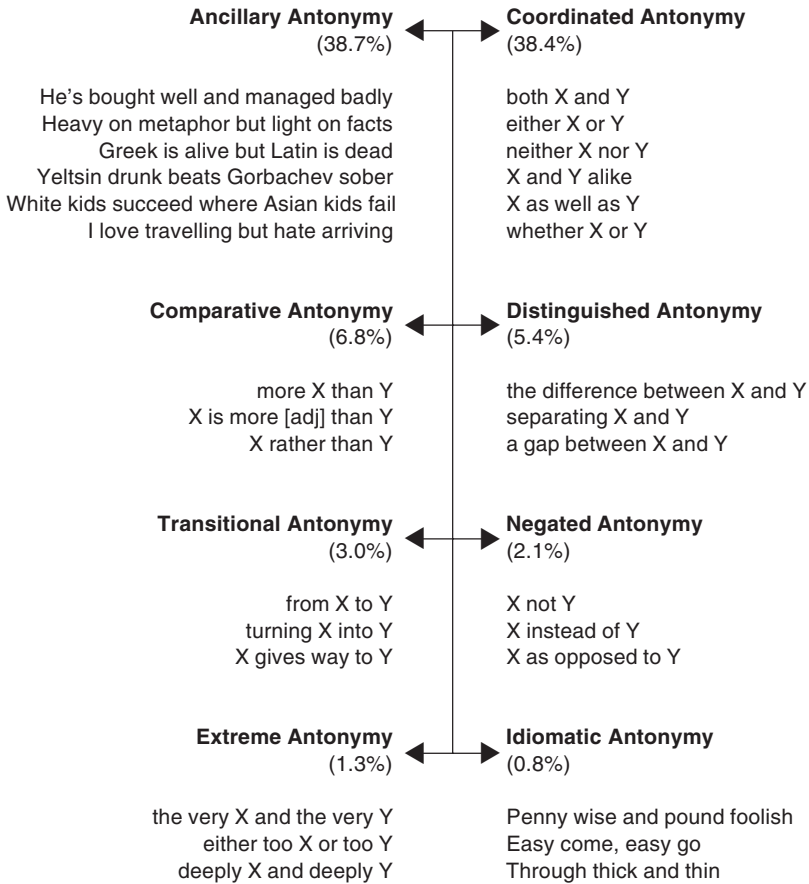 Ancillary Antonymy
(38.7%)
He's bought well and managed badly
Heavy on metaphor but light on facts
Greek is alive but Latin is dead
Yeltsin drunk beats Gorbachev sober
White kids succeed where Asian kids fail
I love travelling but hate arriving
Coordinated Antonymy
(38.4%)
both X and Y
either X or Y
neither X nor Y
X and Y alike
X as well as Y
whether X or Y
Comparative Antonymy
(6.8%)
more X than Y
X is more [adj] than Y
X rather than Y
Distinguished Antonymy
(5.4%)
the difference between X and Y
separating X and Y
a gap between X and Y
Transitional Antonymy
(3.0%)
from X to Y
turning X into Y
X gives way to Y
Negated Antonymy
(2.1%)
X not Y
X instead of Y
X as opposed to Y
Extreme Antonymy
(1.3%)
the very X and the very Y
either too X or too Y
deeply X and deeply Y
Idiomatic Antonymy
(0.8%)
Penny wise and pound foolish
Easy come, easy go
Through thick and thin